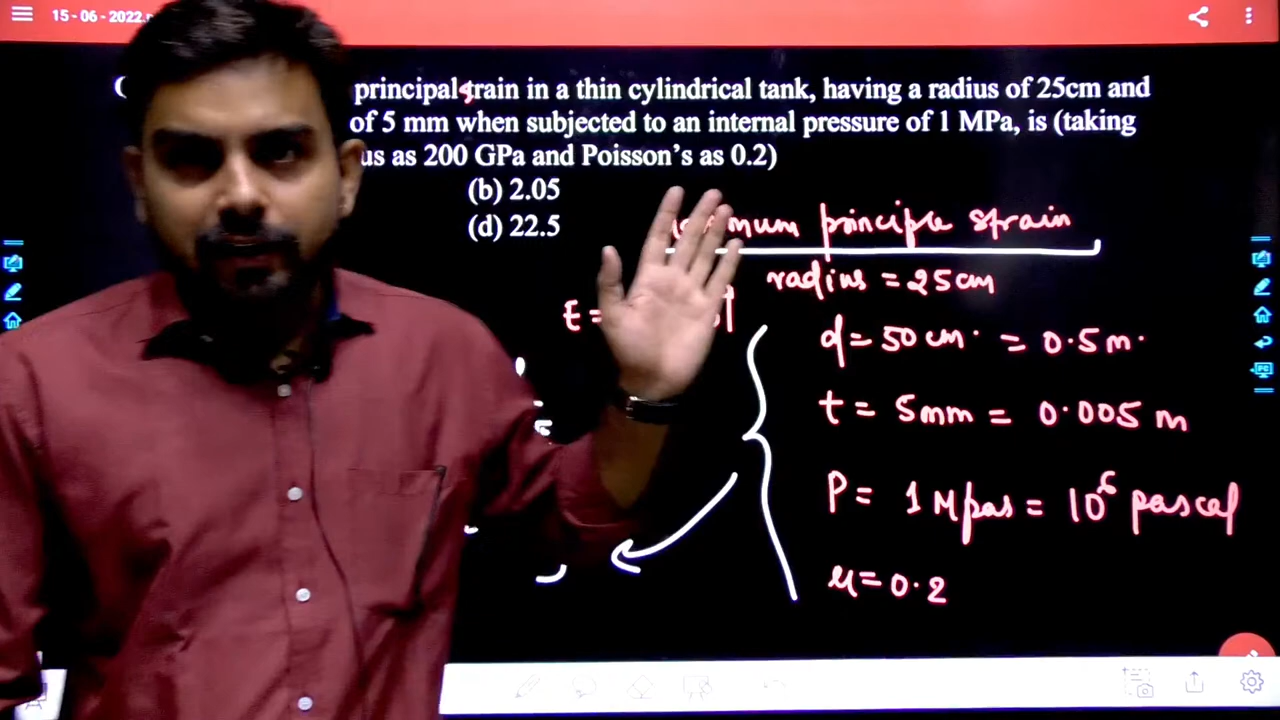 15 - 06 - 2022.
principal train in a thin cylindrical tank, having a radius of 25cm and
of 5 mm when subjected to an internal pressure of 1 MPa, is (taking
us as 200 GPa and Poisson's as 0.2)
(b) 2.05
(d) 22.5
mum principle strain
radius = 25cm
E =
d = 50 cm = 0.5 m.
t = 5mm = 0.005 m
P = 1 Mpas = 10⁶ pascal
μ = 0.2